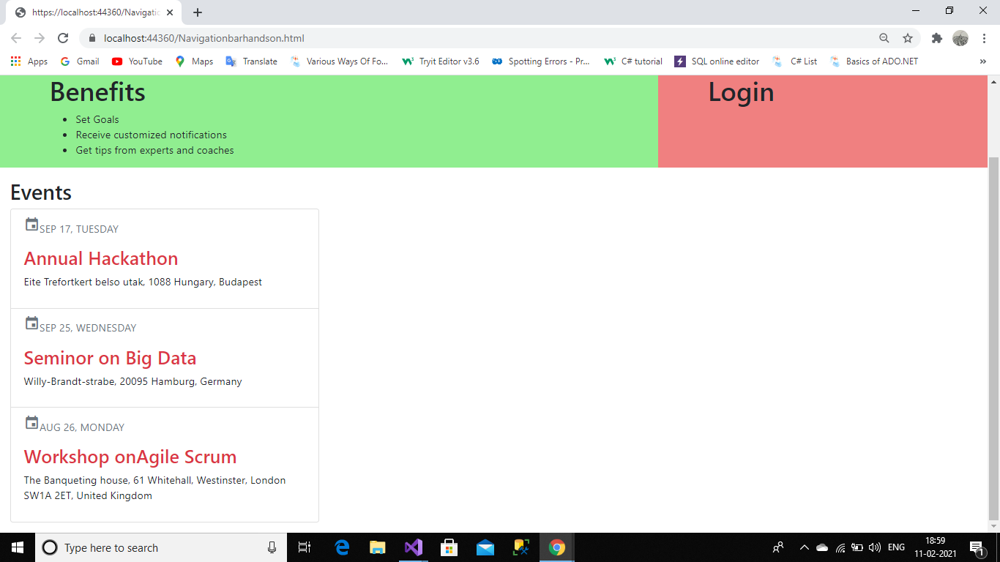 https://localhost:44360/Navigatio
localhost:44360/Navigationbarhandson.html
Apps Gmail YouTube Maps Translate Various Ways Of Fo... Tryit Editor v3.6 Spotting Errors - Pr... C# tutorial SQL online editor C# List Basics of ADO.NET »
Benefits
Set Goals
Receive customized notifications
Get tips from experts and coaches
Login
Events
SEP 17, TUESDAY
Annual Hackathon
Eite Trefortkert belso utak, 1088 Hungary, Budapest
SEP 25, WEDNESDAY
Seminor on Big Data
Willy-Brandt-strabe, 20095 Hamburg, Germany
AUG 26, MONDAY
Workshop onAgile Scrum
The Banqueting house, 61 Whitehall, Westinster, London
SW1A 2ET, United Kingdom
Type here to search
ENG
18:59
11-02-2021
1